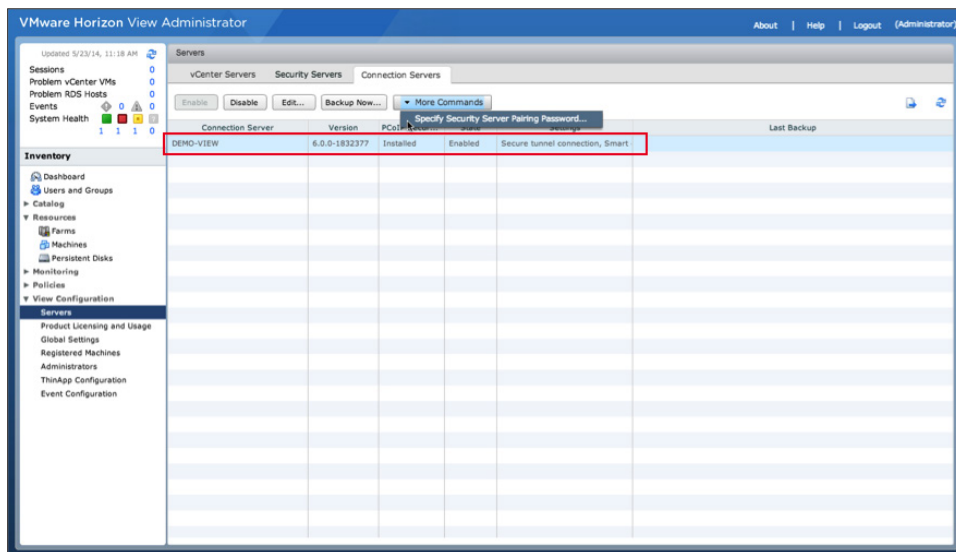 VMware Horizon View Administrator
About | Help | Logout (Administrator)
Updated 5/23/14, 11:18 AM
Sessions 0
Problem vCenter VMs 0
Problem RDS Hosts 0
Events 0 0
System Health
1 1 1 0
Inventory
Dashboard
Users and Groups
Catalog
Resources
Farms
Machines
Persistent Disks
Monitoring
Policies
View Configuration
Servers
Product Licensing and Usage
Global Settings
Registered Machines
Administrators
ThinApp Configuration
Event Configuration
Servers
vCenter Servers Security Servers Connection Servers
Enable Disable Edit... Backup Now... More Commands
Specify Security Server Pairing Password...
Connection Server Version State Settings Last Backup
DEMO-VIEW 6.0.0-1832377 Installed Enabled Secure tunnel connection, Smart